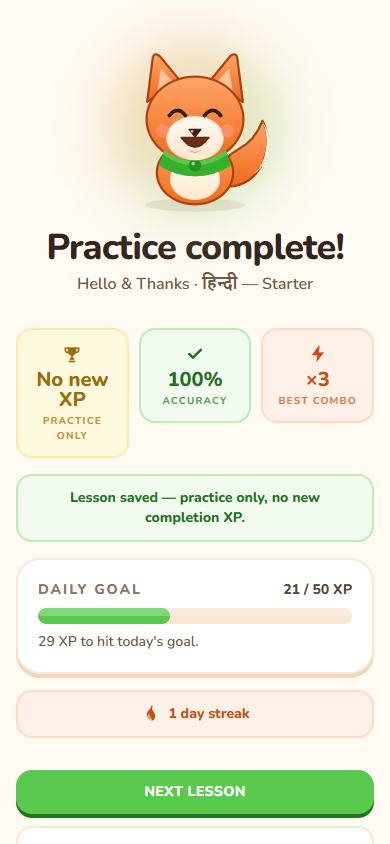 Practice complete!
Hello & Thanks · हिन्दी — Starter
No new
XP
PRACTICE
ONLY
100%
ACCURACY
×3
BEST COMBO
Lesson saved — practice only, no new
completion XP.
DAILY GOAL
21 / 50 XP
29 XP to hit today's goal.
1 day streak
NEXT LESSON